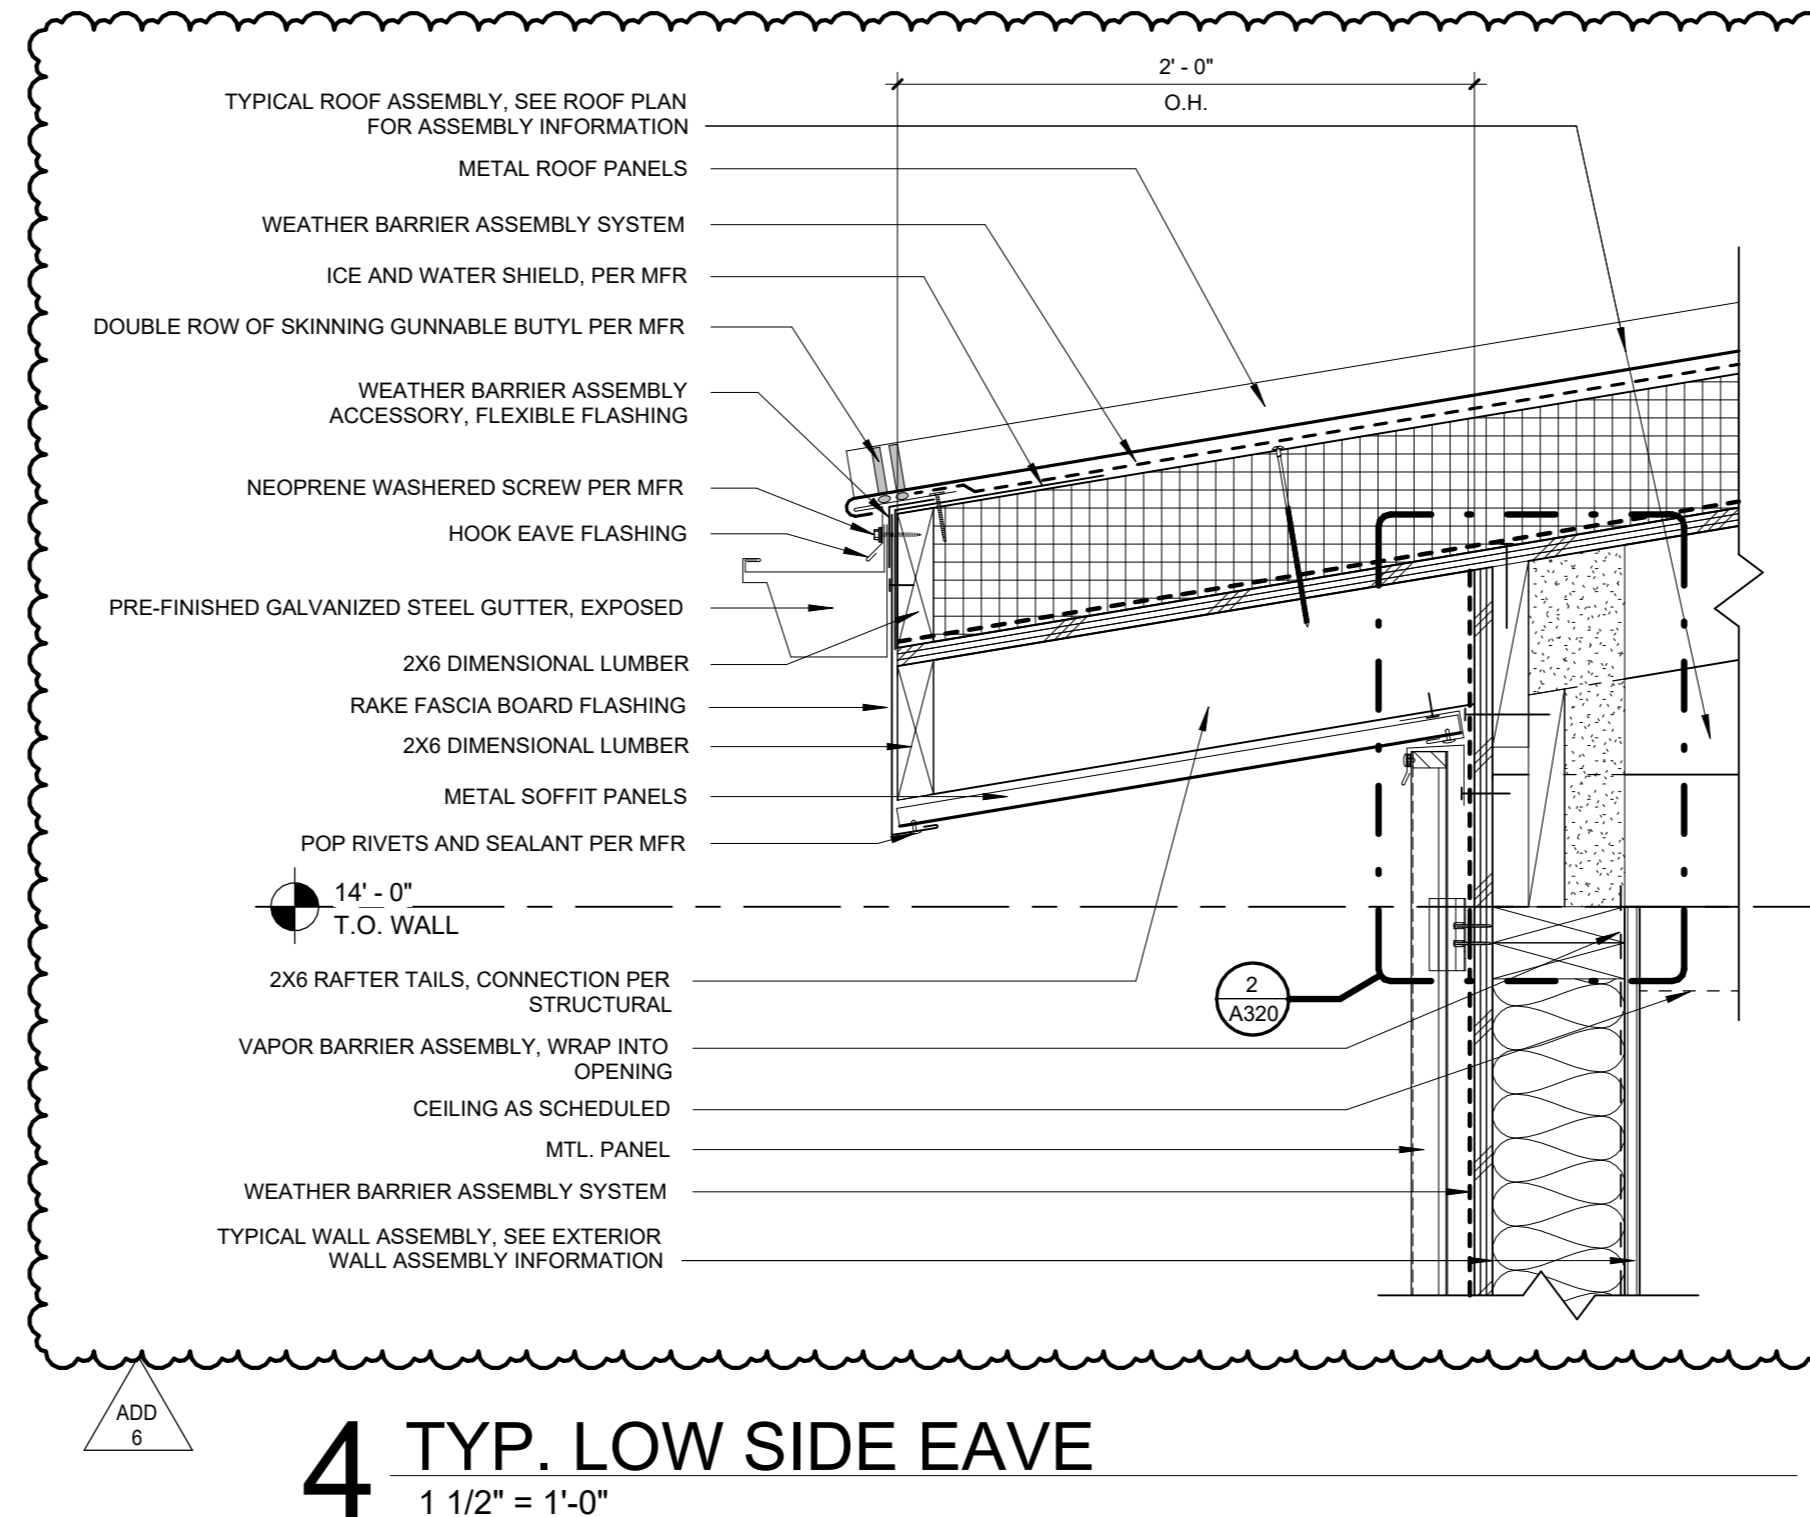 2' - 0"
O.H.
TYPICAL ROOF ASSEMBLY, SEE ROOF PLAN
FOR ASSEMBLY INFORMATION
METAL ROOF PANELS
WEATHER BARRIER ASSEMBLY SYSTEM
ICE AND WATER SHIELD, PER MFR
DOUBLE ROW OF SKINNING GUNNABLE BUTYL PER MFR
WEATHER BARRIER ASSEMBLY
ACCESSORY, FLEXIBLE FLASHING
NEOPRENE WASHERED SCREW PER MFR
HOOK EAVE FLASHING
PRE-FINISHED GALVANIZED STEEL GUTTER, EXPOSED
2X6 DIMENSIONAL LUMBER
RAKE FASCIA BOARD FLASHING
2X6 DIMENSIONAL LUMBER
METAL SOFFIT PANELS
POP RIVETS AND SEALANT PER MFR
14' - 0"
T.O. WALL
2X6 RAFTER TAILS, CONNECTION PER
STRUCTURAL
2
A320
VAPOR BARRIER ASSEMBLY, WRAP INTO
OPENING
CEILING AS SCHEDULED
MTL. PANEL
WEATHER BARRIER ASSEMBLY SYSTEM
TYPICAL WALL ASSEMBLY, SEE EXTERIOR
WALL ASSEMBLY INFORMATION
ADD
6
4 TYP. LOW SIDE EAVE
1 1/2" = 1'-0"